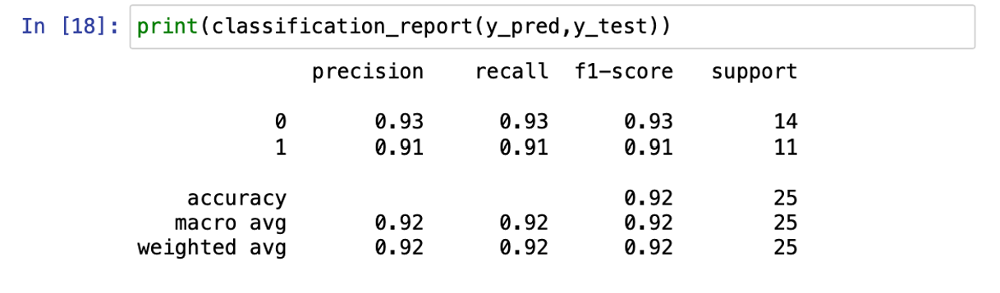 In [18]: print(classification_report(y_pred,y_test))
precision recall f1-score support
0 0.93 0.93 0.93 14
1 0.91 0.91 0.91 11
accuracy 0.92 25
macro avg 0.92 0.92 0.92 25
weighted avg 0.92 0.92 0.92 25